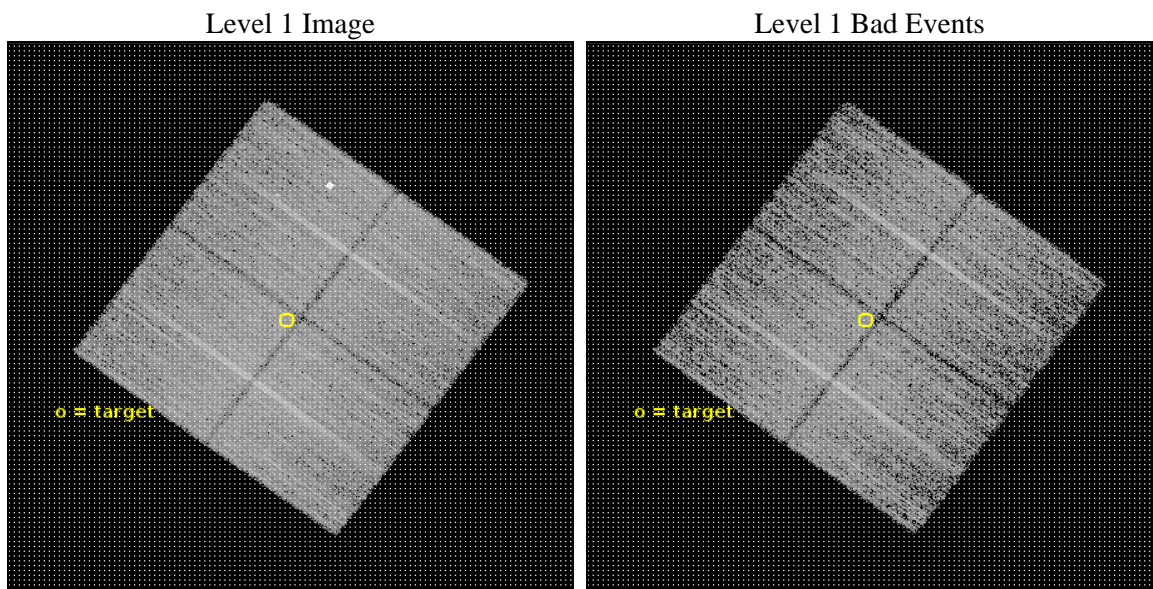 Level 1 Image
Level 1 Bad Events
o = target
o = target